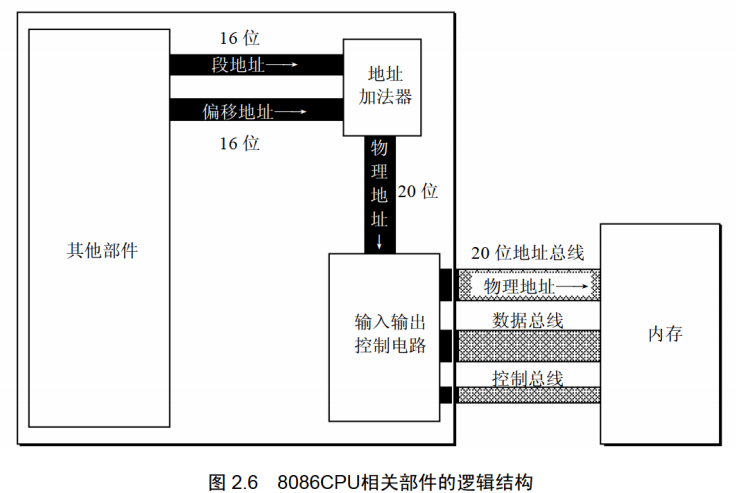 16 位
段地址
偏移地址
16 位
地址
加法器
物
理
地
址
20 位
其他部件
输入输出
控制电路
20 位地址总线
物理地址
数据总线
控制总线
内存
图 2.6 8086CPU相关部件的逻辑结构